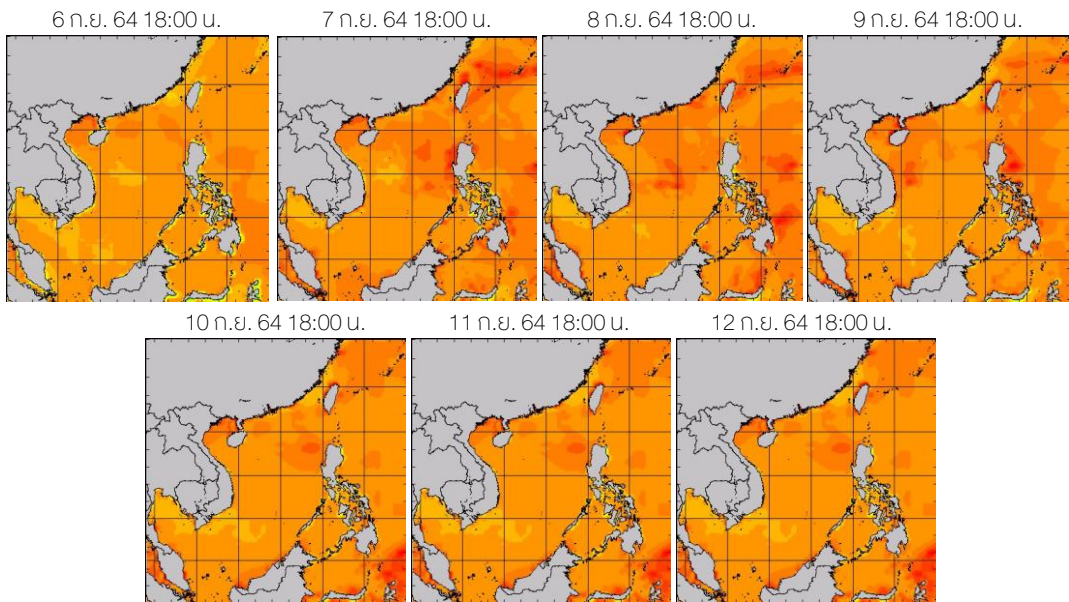 6 ก.ย. 64 18:00 น.
7 ก.ย. 64 18:00 น.
8 ก.ย. 64 18:00 น.
9 ก.ย. 64 18:00 น.
10 ก.ย. 64 18:00 น.
11 ก.ย. 64 18:00 น.
12 ก.ย. 64 18:00 น.